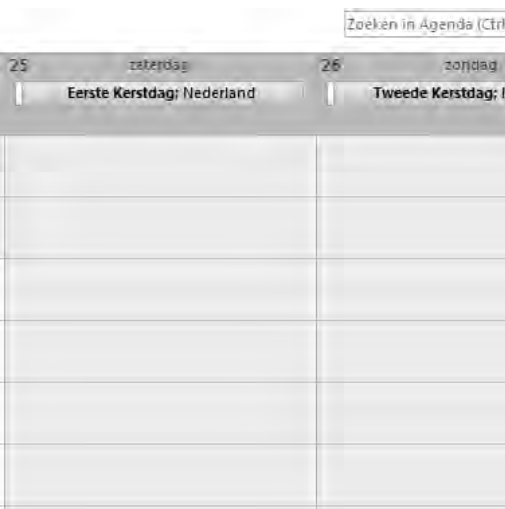 Zoeken in Agenda (Ctrl
25 zaterdag 26 zondag
Eerste Kerstdag; Nederland Tweede Kerstdag;